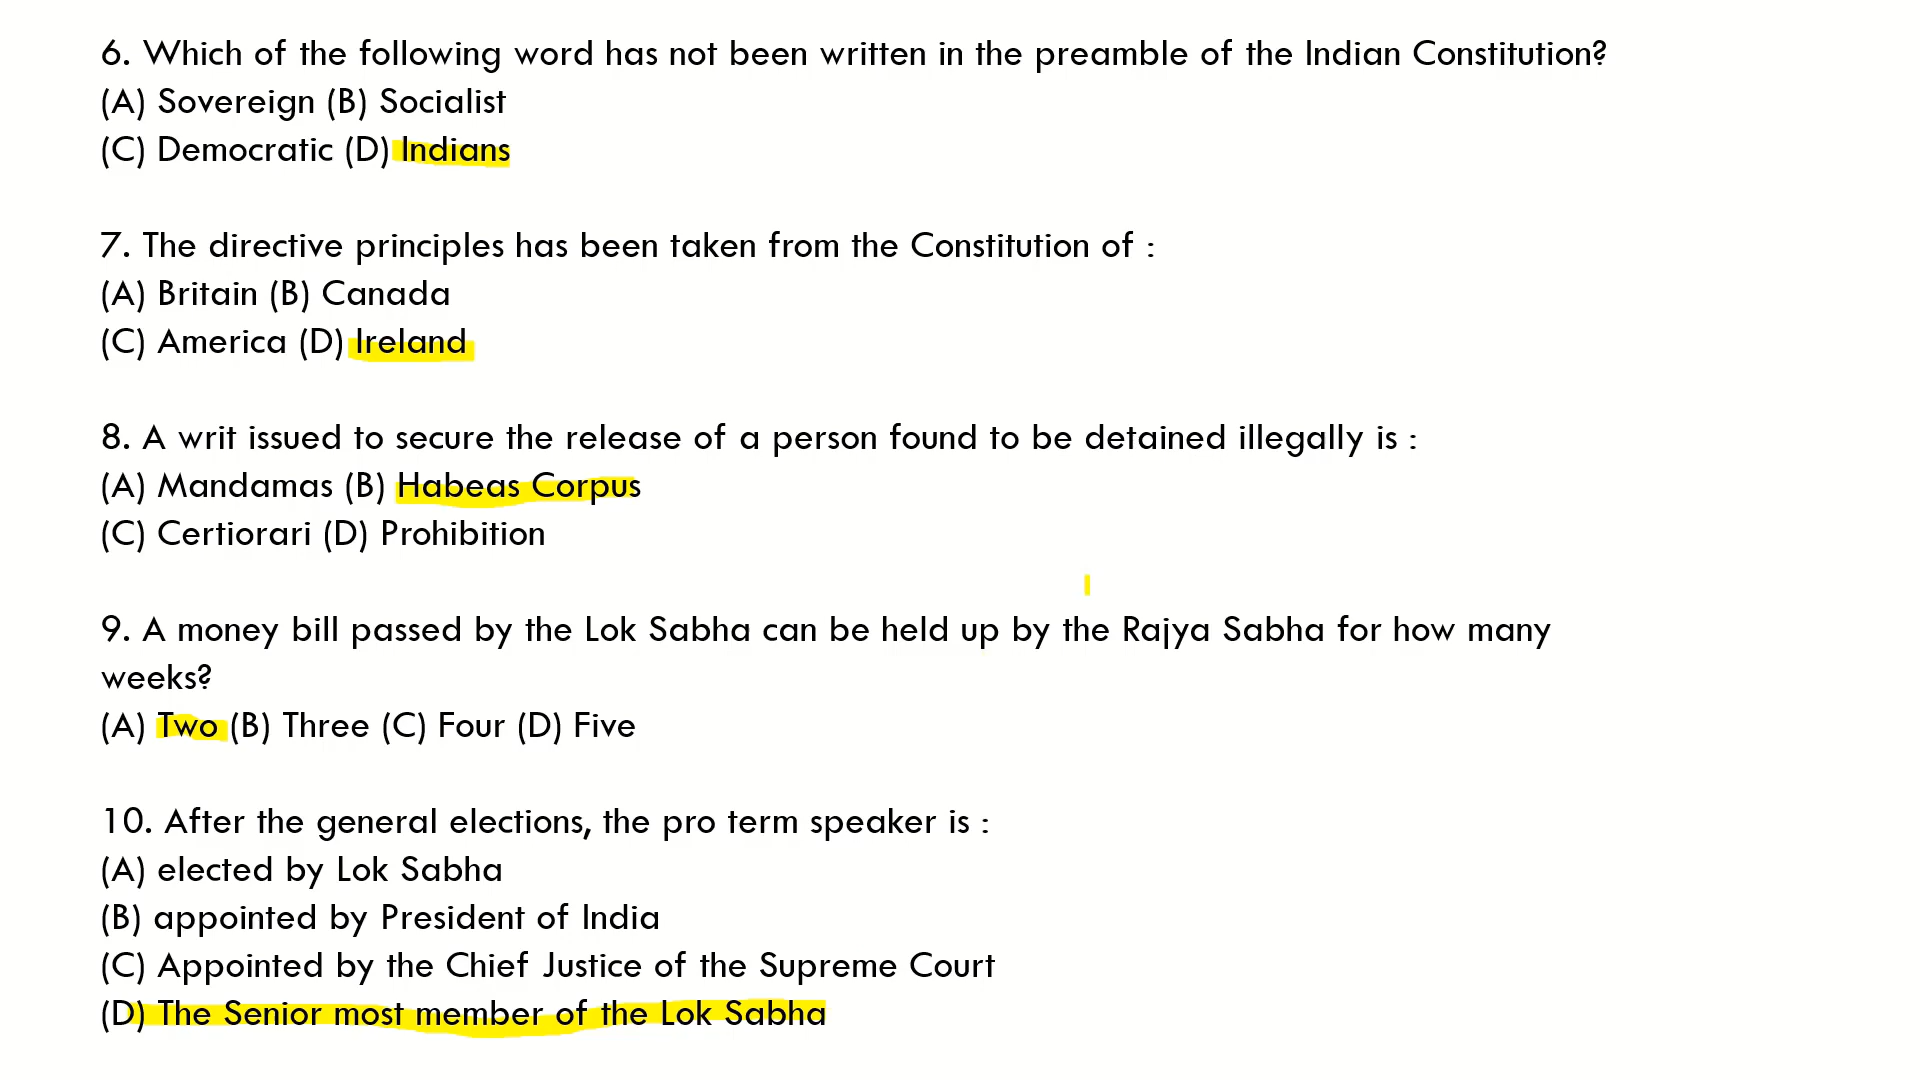 6. Which of the following word has not been written in the preamble of the Indian Constitution?
(A) Sovereign (B) Socialist
(C) Democratic (D) Indians
7. The directive principles has been taken from the Constitution of :
(A) Britain (B) Canada
(C) America (D) Ireland
8. A writ issued to secure the release of a person found to be detained illegally is :
(A) Mandamas (B) Habeas Corpus
(C) Certiorari (D) Prohibition
9. A money bill passed by the Lok Sabha can be held up by the Rajya Sabha for how many
weeks?
(A) Two (B) Three (C) Four (D) Five
10. After the general elections, the pro term speaker is :
(A) elected by Lok Sabha
(B) appointed by President of India
(C) Appointed by the Chief Justice of the Supreme Court
(D) The Senior most member of the Lok Sabha